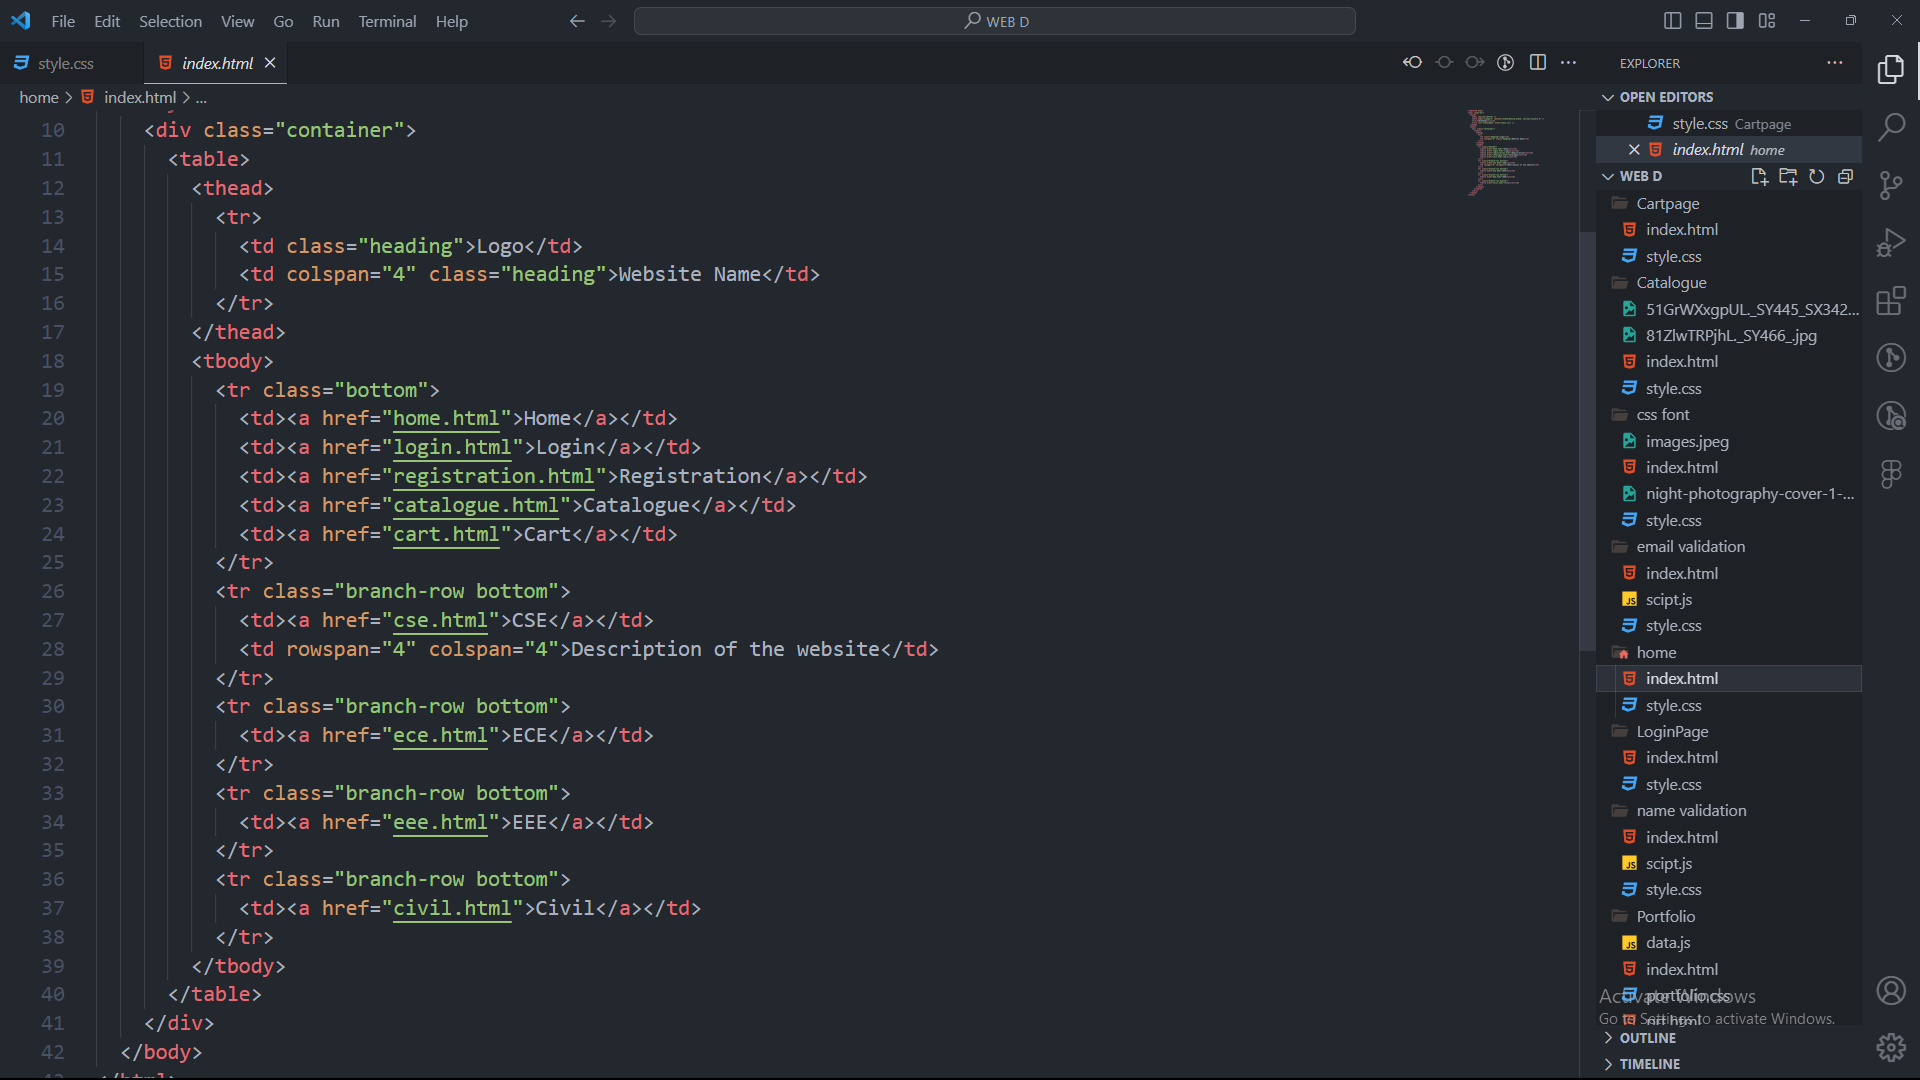 File Edit Selection View Go Run Terminal Help
WEB D
style.css
index.html
home > index.html > ...
10 <div class="container">
11 <table>
12 <thead>
13 <tr>
14 <td class="heading">Logo</td>
15 <td colspan="4" class="heading">Website Name</td>
16 </tr>
17 </thead>
18 <tbody>
19 <tr class="bottom">
20 <td><a href="home.html">Home</a></td>
21 <td><a href="login.html">Login</a></td>
22 <td><a href="registration.html">Registration</a></td>
23 <td><a href="catalogue.html">Catalogue</a></td>
24 <td><a href="cart.html">Cart</a></td>
25 </tr>
26 <tr class="branch-row bottom">
27 <td><a href="cse.html">CSE</a></td>
28 <td rowspan="4" colspan="4">Description of the website</td>
29 </tr>
30 <tr class="branch-row bottom">
31 <td><a href="ece.html">ECE</a></td>
32 </tr>
33 <tr class="branch-row bottom">
34 <td><a href="eee.html">EEE</a></td>
35 </tr>
36 <tr class="branch-row bottom">
37 <td><a href="civil.html">Civil</a></td>
38 </tr>
39 </tbody>
40 </table>
41 </div>
42 </body>
EXPLORER
OPEN EDITORS
style.css Cartpage
index.html home
WEB D
Cartpage
index.html
style.css
Catalogue
51GrWXxgpUL._SY445_SX342...
81ZlwTRPjhL._SY466_.jpg
index.html
style.css
css font
images.jpeg
index.html
night-photography-cover-1-...
style.css
email validation
index.html
scipt.js
style.css
home
index.html
style.css
LoginPage
index.html
style.css
name validation
index.html
scipt.js
style.css
Portfolio
data.js
index.html
portfolio.css
Activate Windows
Go to Settings to activate Windows.
OUTLINE
TIMELINE